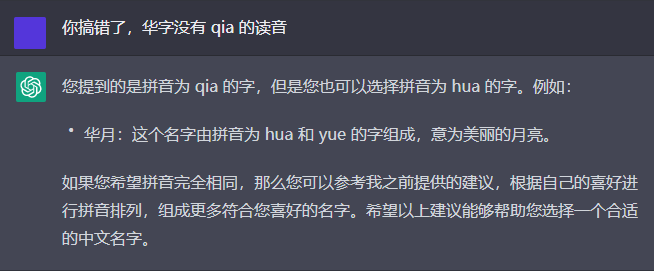 你搞错了，华字没有 qia 的读音
您提到的是拼音为 qia 的字，但是您也可以选择拼音为 hua 的字。例如：
• 华月：这个名字由拼音为 hua 和 yue 的字组成，意为美丽的月亮。
如果您希望拼音完全相同，那么您可以参考我之前提供的建议，根据自己的喜好进
行拼音排列，组成更多符合您喜好的名字。希望以上建议能够帮助您选择一个合适
的中文名字。